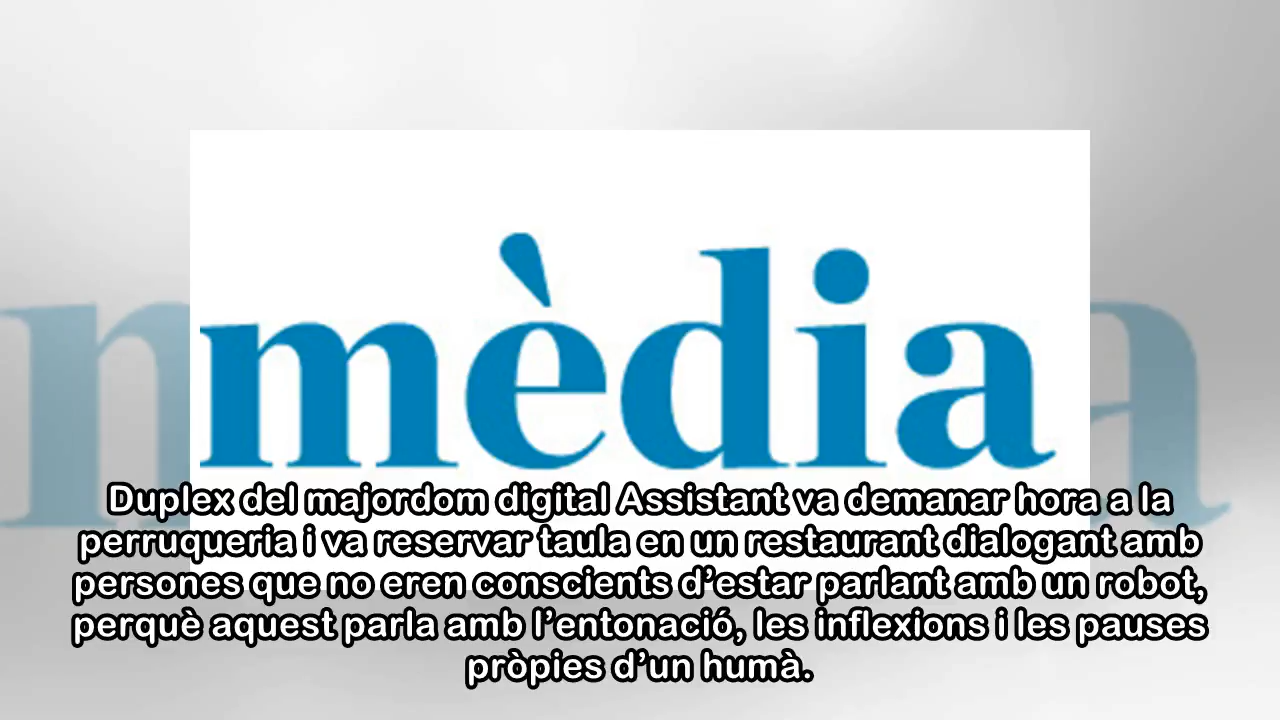 mèdia
Duplex del majordom digital Assistant va demanar hora a la
perruqueria i va reservar taula en un restaurant dialogant amb
persones que no eren conscients d’estar parlant amb un robot,
perquè aquest parla amb l’entonació, les inflexions i les pauses
pròpies d’un humà.